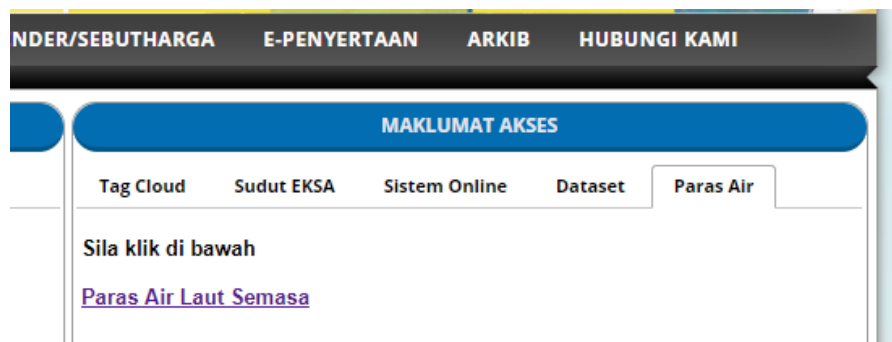 NDER/SEBUTHARGA E-PENYERTAAN ARKIB HUBUNGI KAMI
MAKLUMAT AKSES
Tag Cloud Sudut EKSA Sistem Online Dataset Paras Air
Sila klik di bawah
Paras Air Laut Semasa